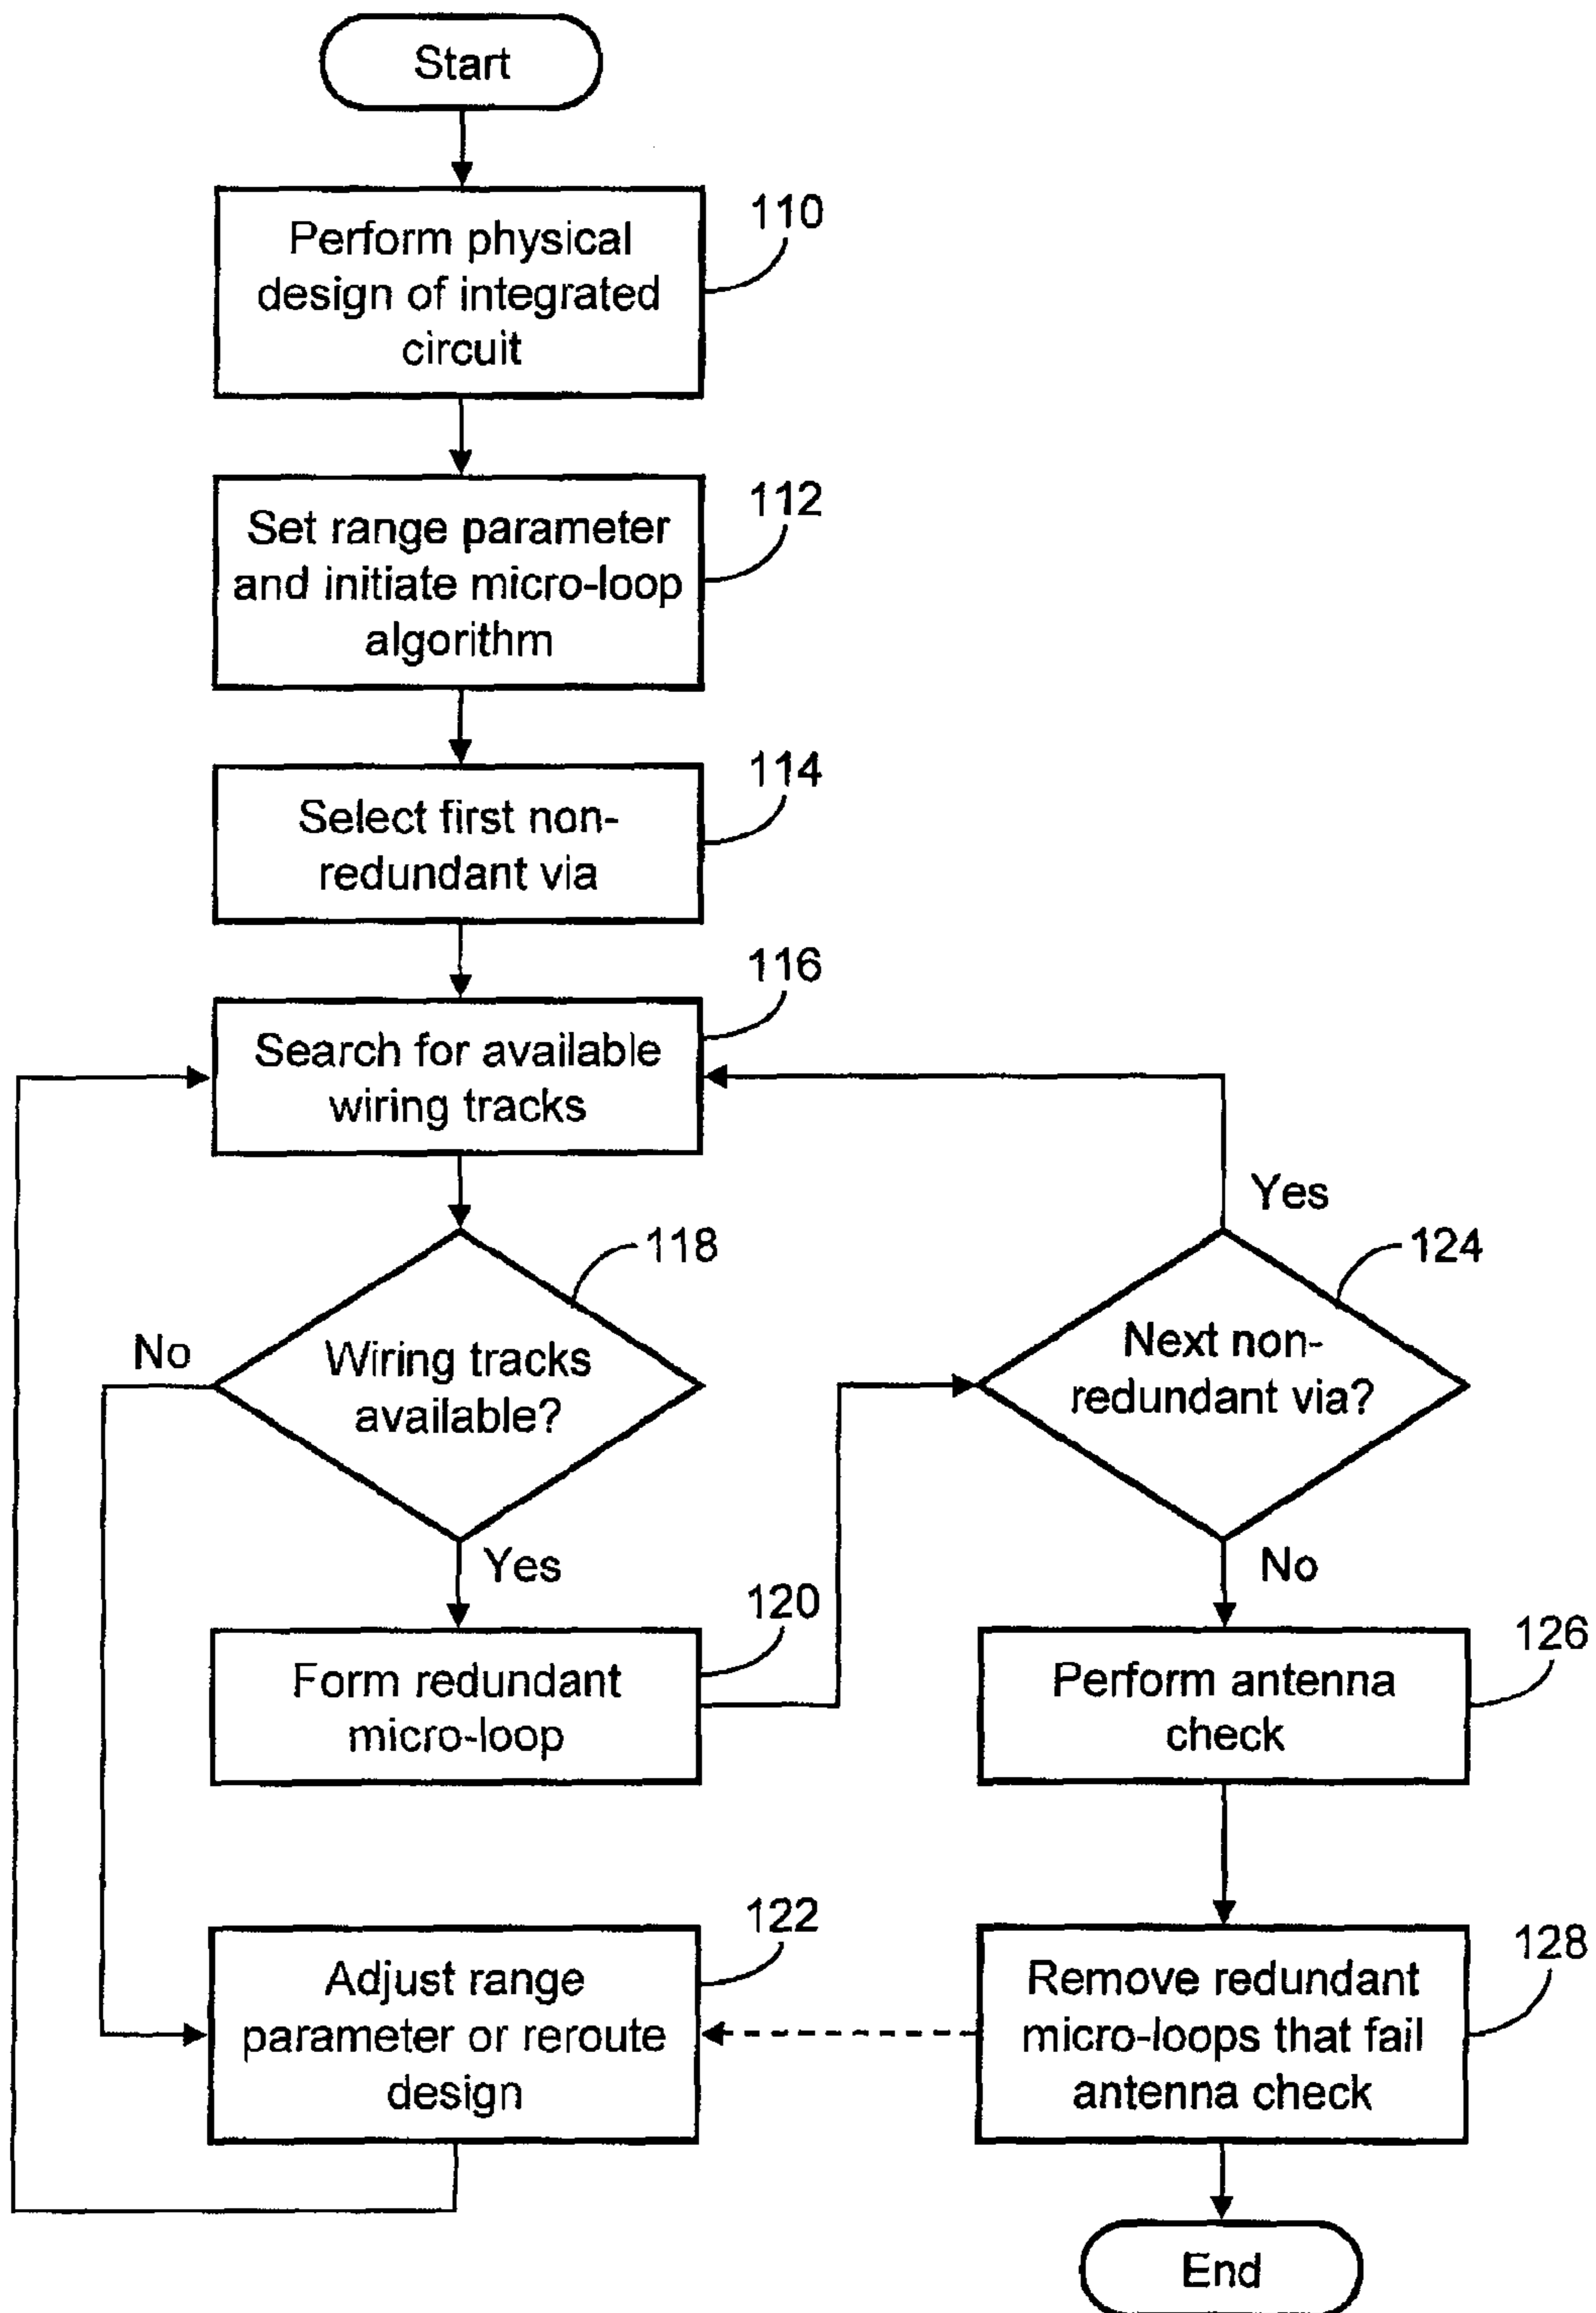 Start
Perform physical
design of integrated
circuit
110
Set range parameter
and initiate micro-loop
algorithm
112
Select first non-
redundant via
114
Search for available
wiring tracks
116
Wiring tracks
available?
118
No
Yes
Form redundant
micro-loop
120
Adjust range
parameter or reroute
design
122
Next non-
redundant via?
124
Yes
No
Perform antenna
check
126
Remove redundant
micro-loops that fail
antenna check
128
End